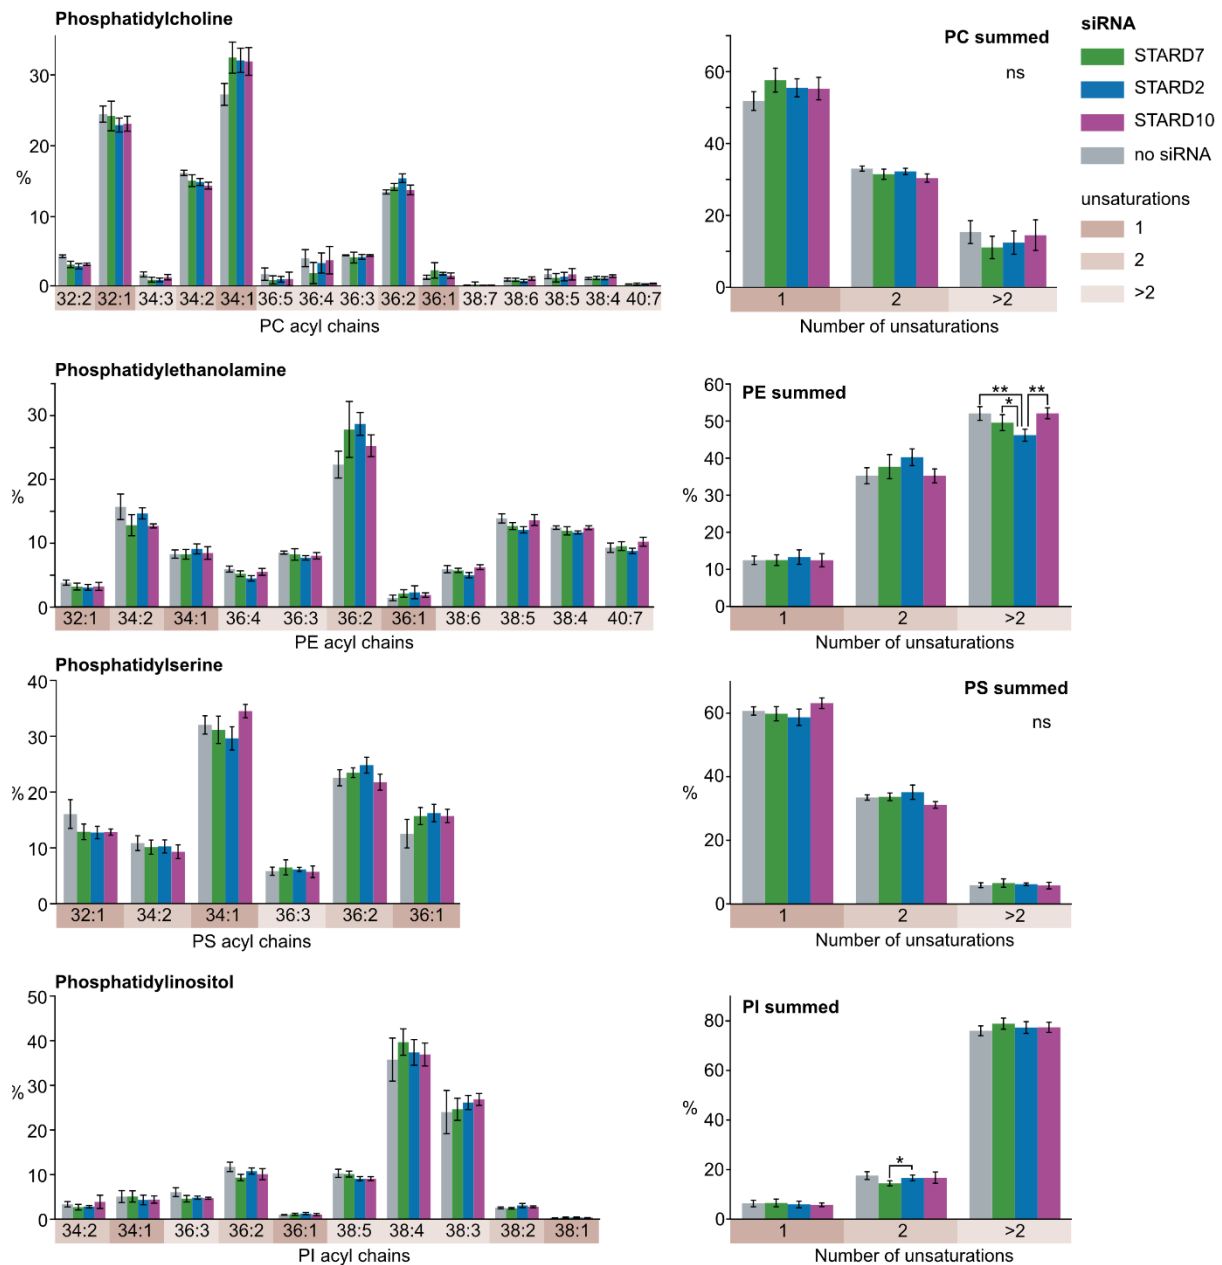 Phosphatidylcholine
30
20
%
10
0
32:2 32:1 34:3 34:2 34:1 36:5 36:4 36:3 36:2 36:1 38:7 38:6 38:5 38:4 40:7
PC acyl chains
PC summed
ns
60
40
20
0
1 2 >2
Number of unsaturations
siRNA
STARD7
STARD2
STARD10
no siRNA
unsaturations
1
2
>2
Phosphatidylethanolamine
30
20
%
10
0
32:1 34:2 34:1 36:4 36:3 36:2 36:1 38:6 38:5 38:4 40:7
PE acyl chains
PE summed
** * **
60
50
40
%
30
20
10
0
1 2 >2
Number of unsaturations
Phosphatidylserine
40
30
%
20
10
0
32:1 34:2 34:1 36:3 36:2 36:1
PS acyl chains
PS summed
ns
60
%
40
20
0
1 2 >2
Number of unsaturations
Phosphatidylinositol
50
40
30
%
20
10
0
34:2 34:1 36:3 36:2 36:1 38:5 38:4 38:3 38:2 38:1
PI acyl chains
PI summed
80
60
%
40
20
0
*
1 2 >2
Number of unsaturations